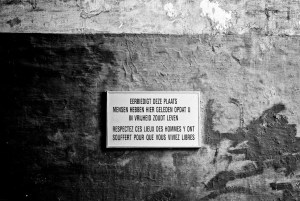 EERBIEDIGT DEZE PLAATS
MENSEN HEBBEN HIER GELEDEN OPDAT U
IN VRIJHEID ZOUDT LEVEN
RESPECTEZ CES LIEUX DES HOMMES Y ONT
SOUFFERT POUR QUE VOUS VIVIEZ LIBRES